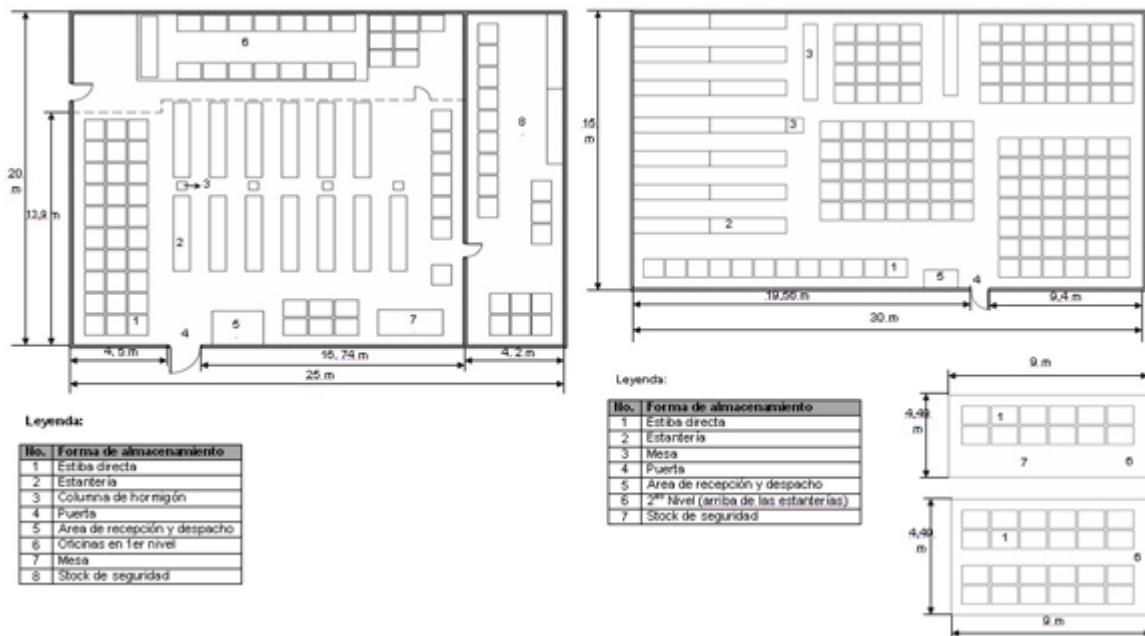 6
8
3
20 m
13,9 m
2
1
4
5
7
4,5 m
16,74 m
4,2 m
25 m
Leyenda:
No. Forma de almacenamiento
1 Estiba directa
2 Estantería
3 Columna de hormigón
4 Puerta
5 Area de recepción y despacho
6 Oficinas en 1er nivel
7 Mesa
8 Stock de seguridad
3
15 m
3
2
1
5
4
19,56 m
9,4 m
30 m
Leyenda:
No. Forma de almacenamiento
1 Estiba directa
2 Estantería
3 Mesa
4 Puerta
5 Area de recepción y despacho
6 2do Nivel (arriba de las estanterías)
7 Stock de seguridad
9 m
4,49 m
1
7
6
4,49 m
1
6
9 m